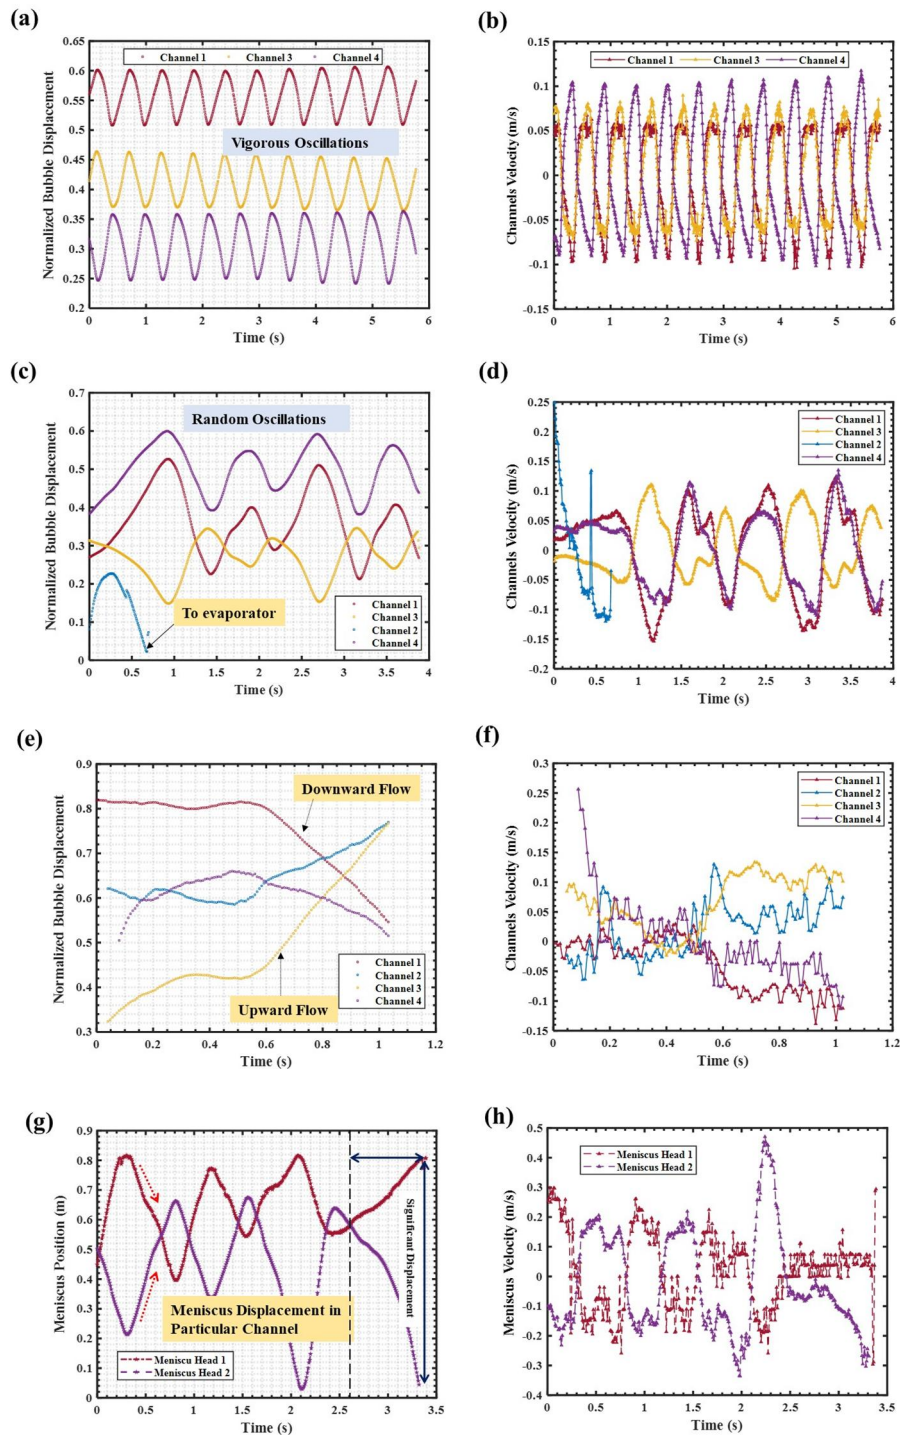 (a)
0.65
0.6
0.55
0.5
0.45
0.4
0.35
0.3
0.25
0.2
Normalized Bubble Displacement
Channel 1 Channel 3 Channel 4
Vigorous Oscillations
0 1 2 3 4 5 6
Time (s)
(b)
0.15
0.1
0.05
0
-0.05
-0.1
-0.15
Channels Velocity (m/s)
Channel 1 Channel 3 Channel 4
0 1 2 3 4 5 6
Time (s)
(c)
0.7
0.6
0.5
0.4
0.3
0.2
0.1
0
Normalized Bubble Displacement
Random Oscillations
To evaporator
Channel 1
Channel 3
Channel 2
Channel 4
0 0.5 1 1.5 2 2.5 3 3.5 4
Time (s)
(d)
0.25
0.2
0.15
0.1
0.05
0
-0.05
-0.1
-0.15
-0.2
Channels Velocity (m/s)
Channel 1
Channel 3
Channel 2
Channel 4
0 0.5 1 1.5 2 2.5 3 3.5 4
Time (s)
(e)
0.9
0.8
0.7
0.6
0.5
0.4
0.3
Normalized Bubble Displacement
Downward Flow
Upward Flow
Channel 1
Channel 2
Channel 3
Channel 4
0 0.2 0.4 0.6 0.8 1 1.2
Time (s)
(f)
0.3
0.25
0.2
0.15
0.1
0.05
0
-0.05
-0.1
-0.15
Channels Velocity (m/s)
Channel 1
Channel 2
Channel 3
Channel 4
0 0.2 0.4 0.6 0.8 1 1.2
Time (s)
(g)
0.9
0.8
0.7
0.6
0.5
0.4
0.3
0.2
0.1
0
Meniscus Position (m)
Significant Displacement
Meniscus Displacement in
Particular Channel
Meniscu Head 1
Meniscus Head 2
0 0.5 1 1.5 2 2.5 3 3.5
Time (s)
(h)
0.5
0.4
0.3
0.2
0.1
0
-0.1
-0.2
-0.3
-0.4
Meniscus Velocity (m/s)
Meniscus Head 1
Meniscus Head 2
0 0.5 1 1.5 2 2.5 3 3.5
Time (s)